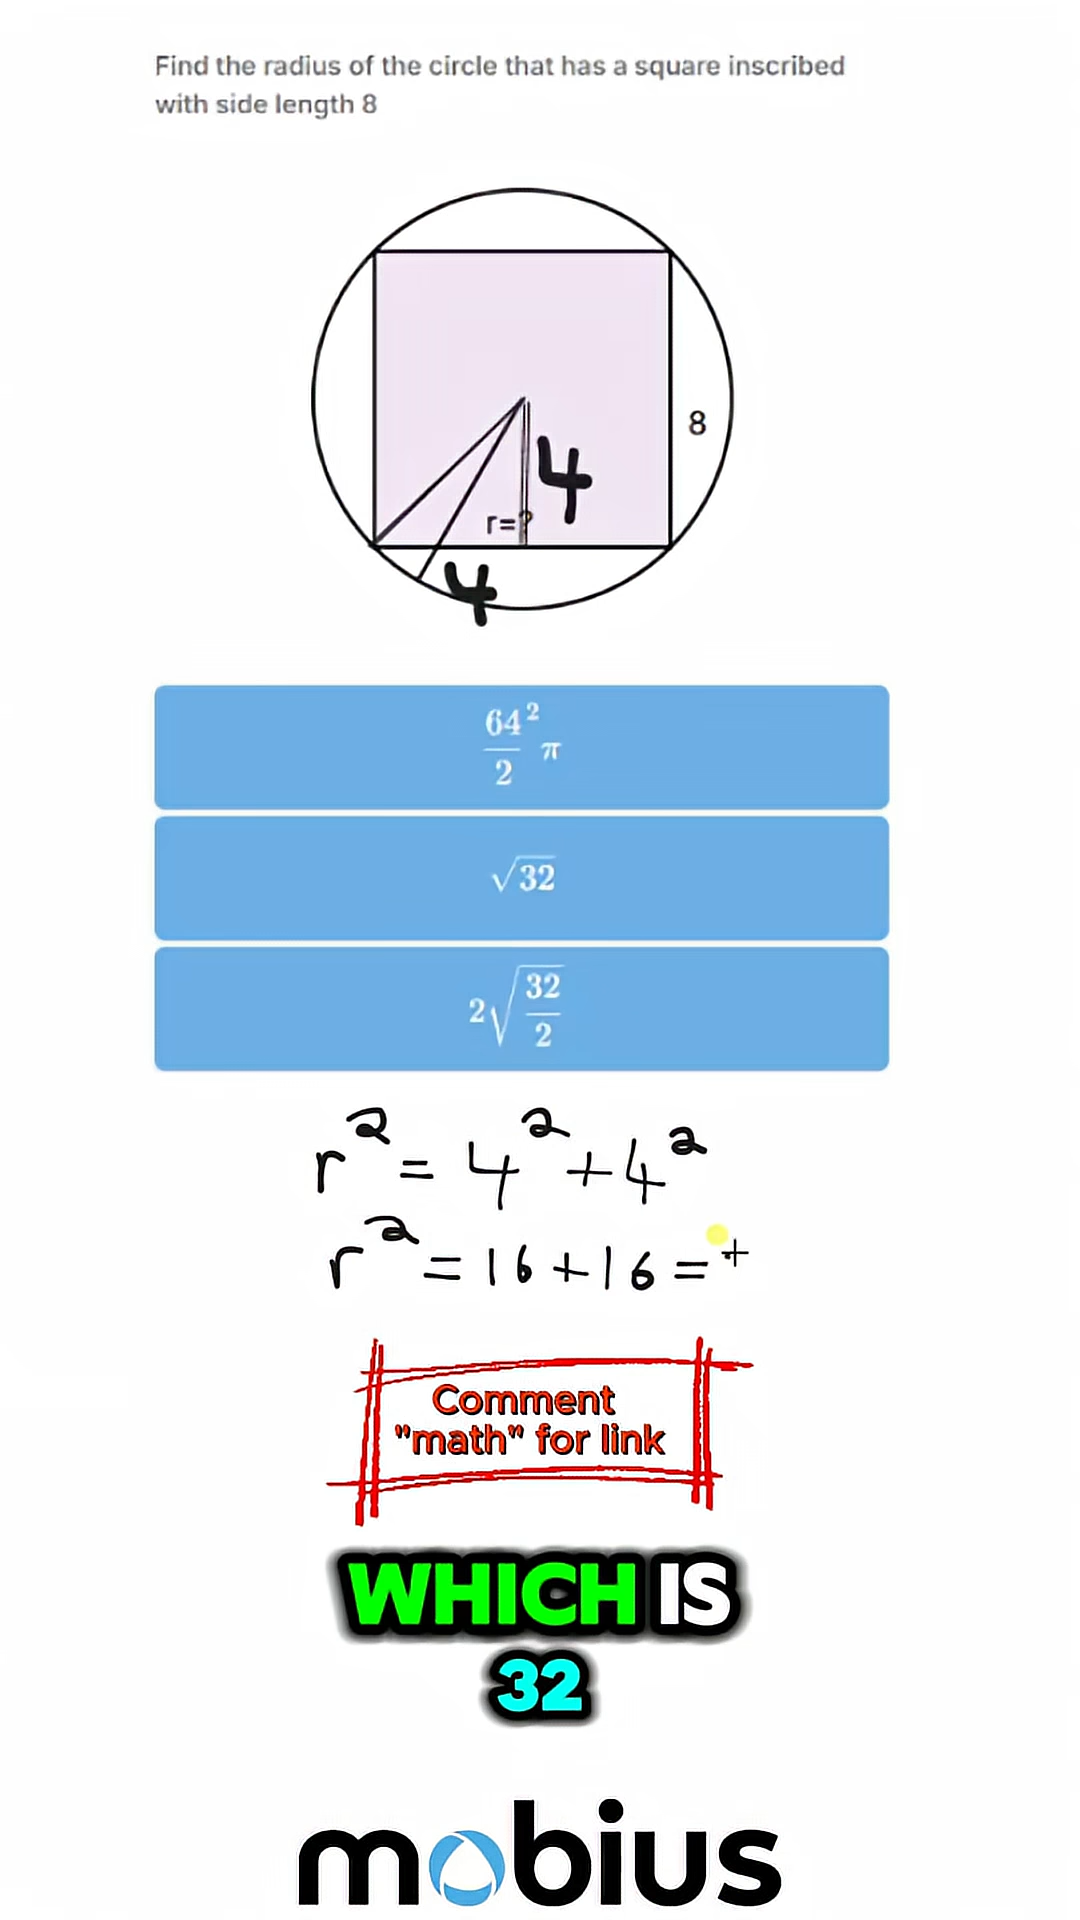 Find the radius of the circle that has a square inscribed
with side length 8
8
4
r=?
4
64² / 2 π
√32
2√(32/2)
r² = 4² + 4²
r² = 16 + 16 =
Comment
"math" for link
WHICH IS
32
mobius